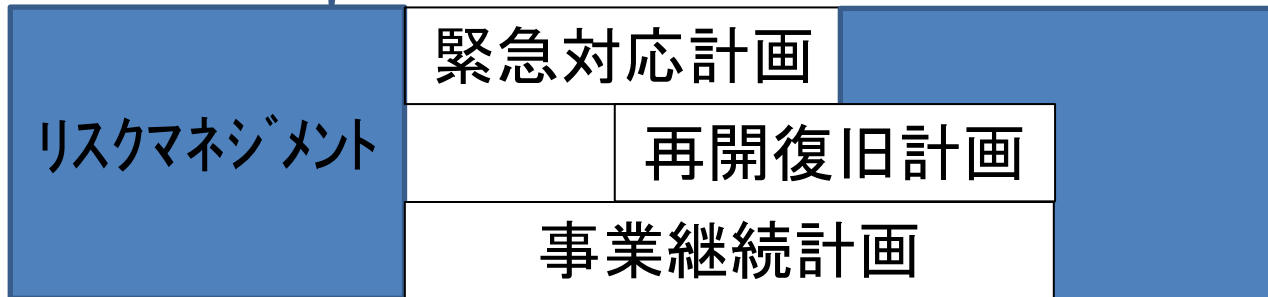 緊急対応計画
リスクマネジメント
再開復旧計画
事業継続計画